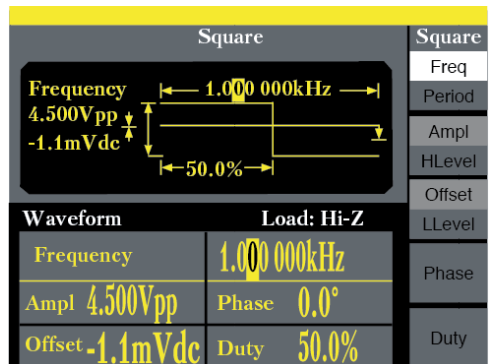 Square
Frequency
1.000 000kHz
4.500Vpp
-1.1mVdc
50.0%
Waveform Load: Hi-Z
Frequency 1.000 000kHz
Ampl 4.500Vpp Phase 0.0°
Offset -1.1mVdc Duty 50.0%
Square
Freq
Period
Ampl
HLevel
Offset
LLevel
Phase
Duty